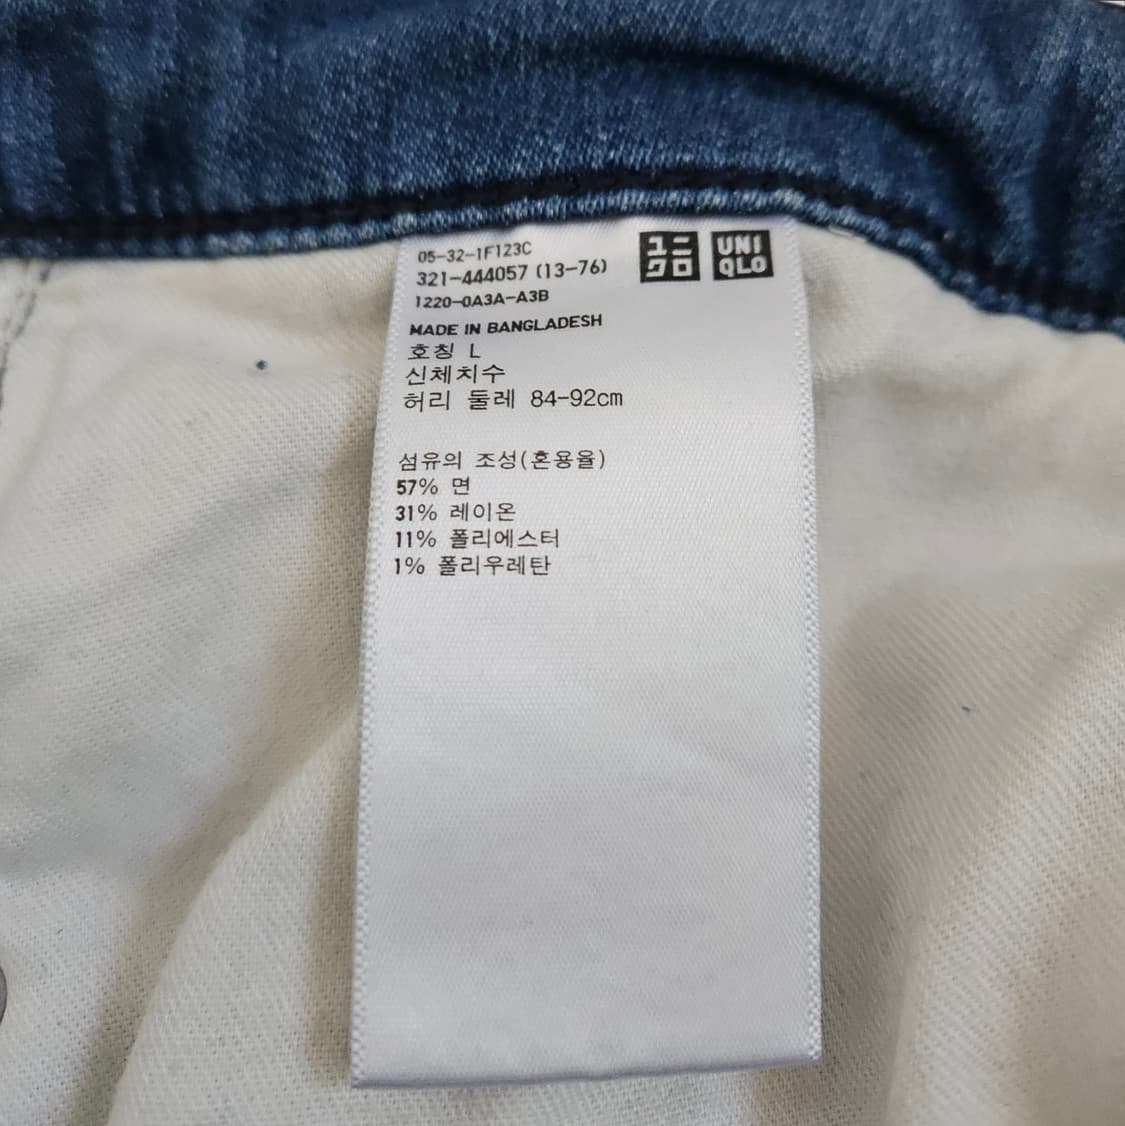 05-32-1F123C
321-444057 (13-76)
1220-0A3A-A3B
ユニ
クロ
UNI
QLO
MADE IN BANGLADESH
호칭 L
신체치수
허리 둘레 84-92cm
섬유의 조성(혼용율)
57% 면
31% 레이온
11% 폴리에스터
1% 폴리우레탄